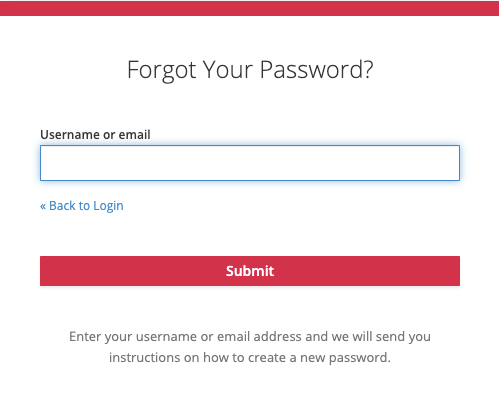 Forgot Your Password?
Username or email
« Back to Login
Submit
Enter your username or email address and we will send you
instructions on how to create a new password.